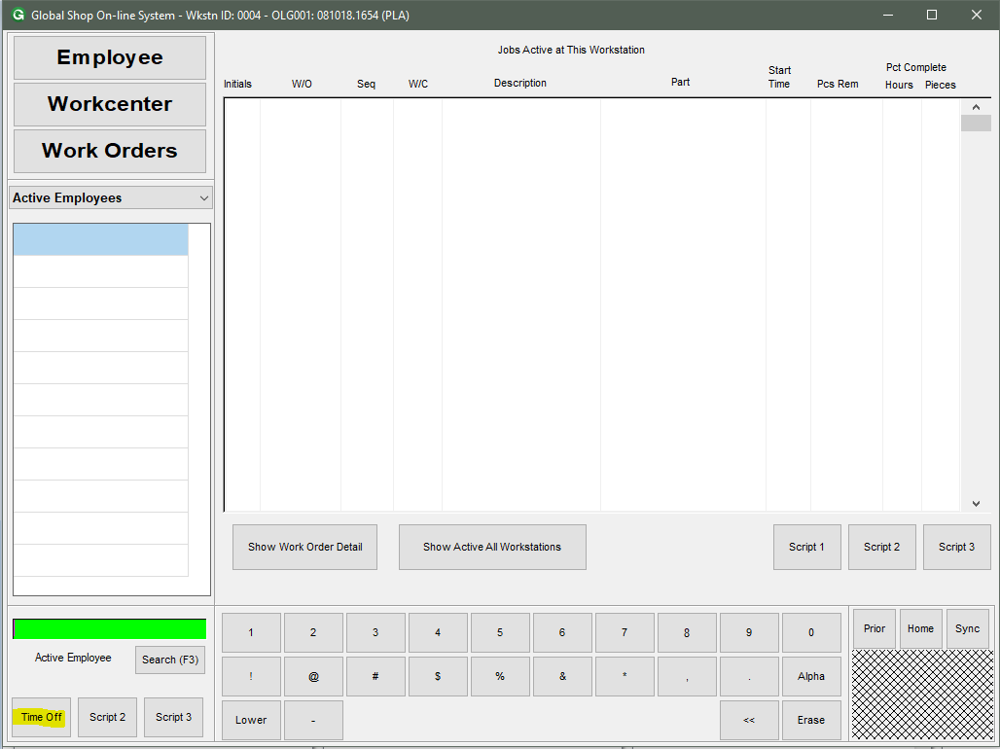 Global Shop On-line System - Wkstn ID: 0004 - OLG001: 081018.1654 (PLA)
Employee
Workcenter
Work Orders
Active Employees
Jobs Active at This Workstation
Initials W/O Seq W/C Description Part Start Time Pcs Rem Pct Complete Hours Pieces
Show Work Order Detail Show Active All Workstations Script 1 Script 2 Script 3
Active Employee Search (F3)
Time Off Script 2 Script 3
1 2 3 4 5 6 7 8 9 0
! @ # $ % & * , . Alpha
Lower - << Erase
Prior Home Sync